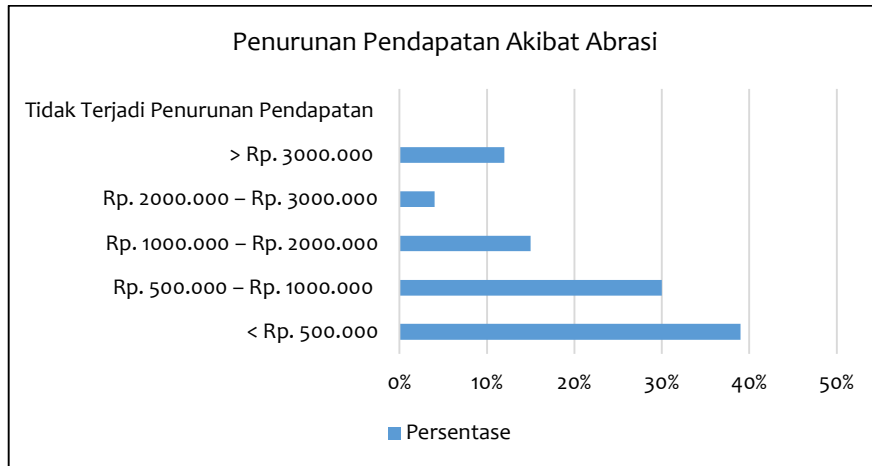 Penurunan Pendapatan Akibat Abrasi
Tidak Terjadi Penurunan Pendapatan
> Rp. 3000.000
Rp. 2000.000 – Rp. 3000.000
Rp. 1000.000 – Rp. 2000.000
Rp. 500.000 – Rp. 1000.000
< Rp. 500.000
0% 10% 20% 30% 40% 50%
Persentase